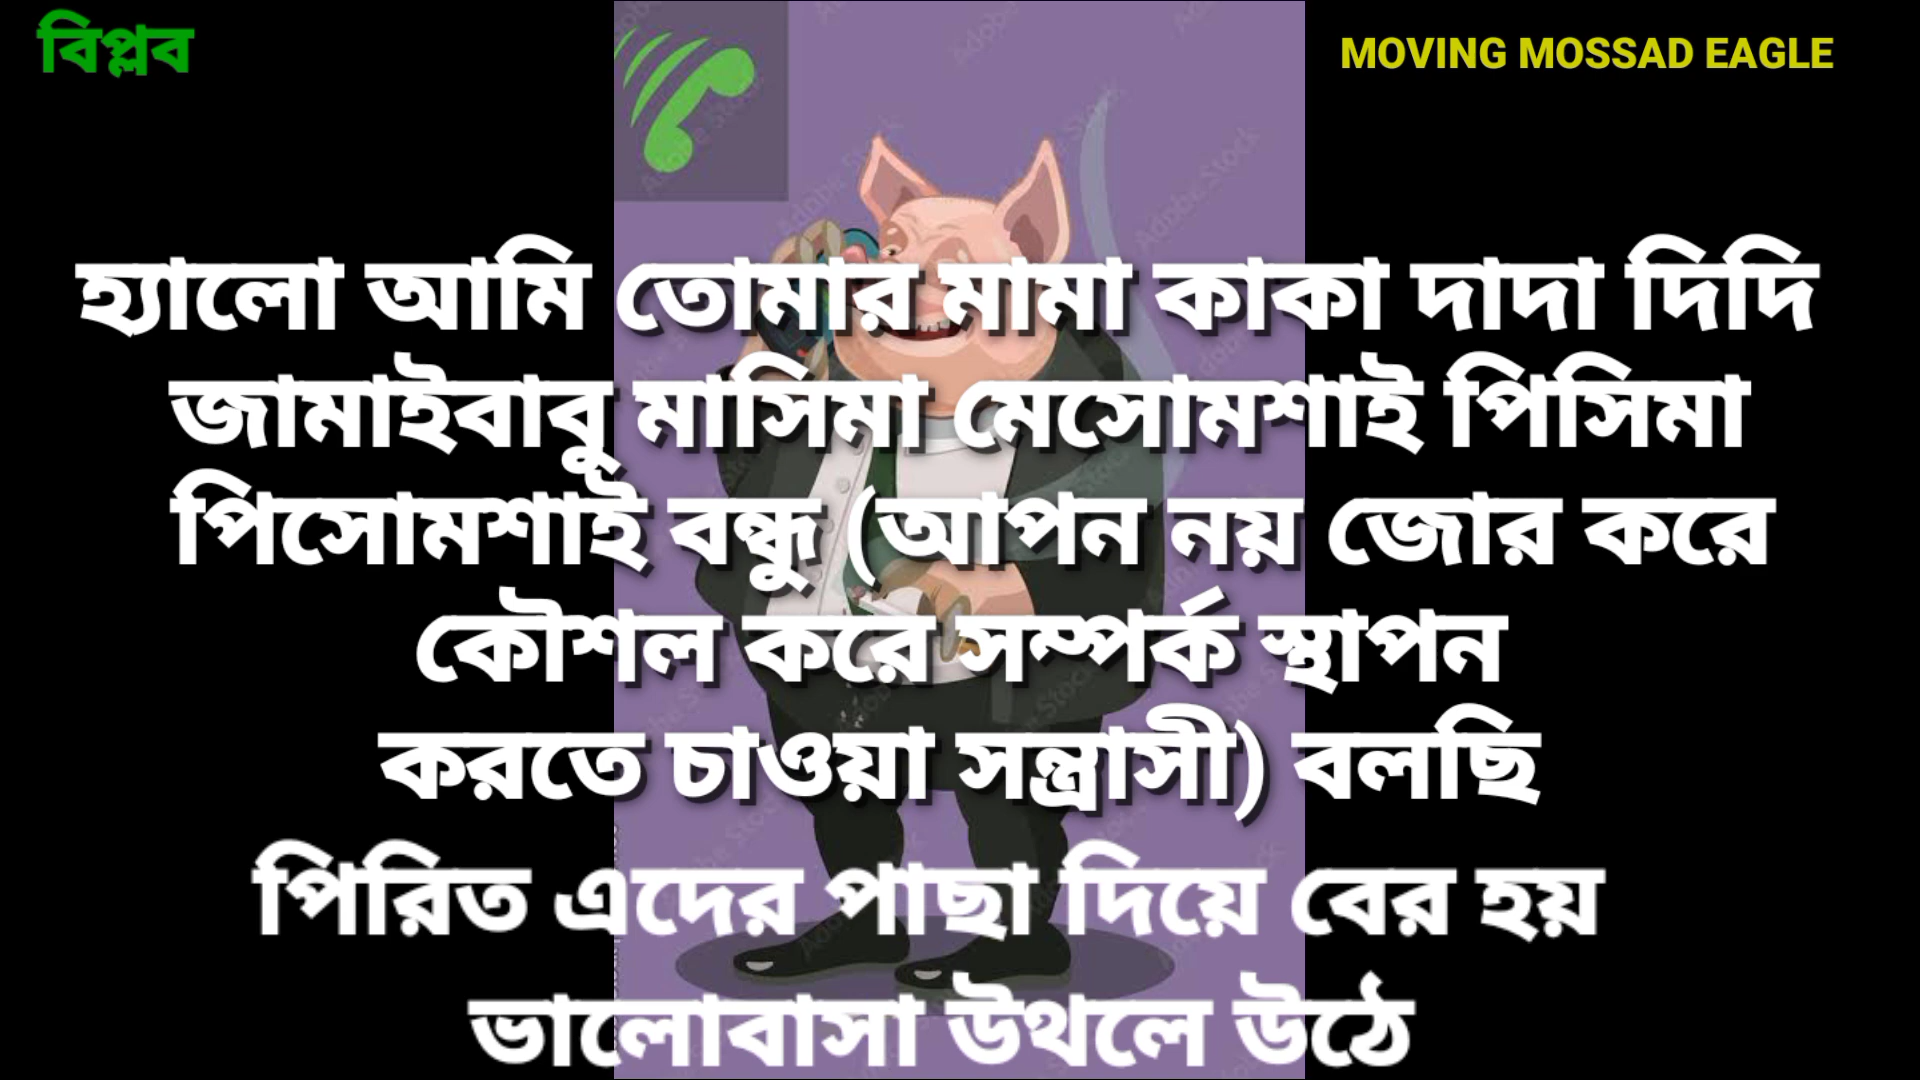 বিপ্লব
MOVING MOSSAD EAGLE
হ্যালো আমি তোমার মামা কাকা দাদা দিদি
জামাইবাবু মাসিমা মেসোমশাই পিসিমা
পিসোমশাই বন্ধু (আপন নয় জোর করে
কৌশল করে সম্পর্ক স্থাপন
করতে চাওয়া সন্ত্রাসী) বলছি
পিরিত এদের পাছা দিয়ে বের হয়
ভালোবাসা উথলে উঠে